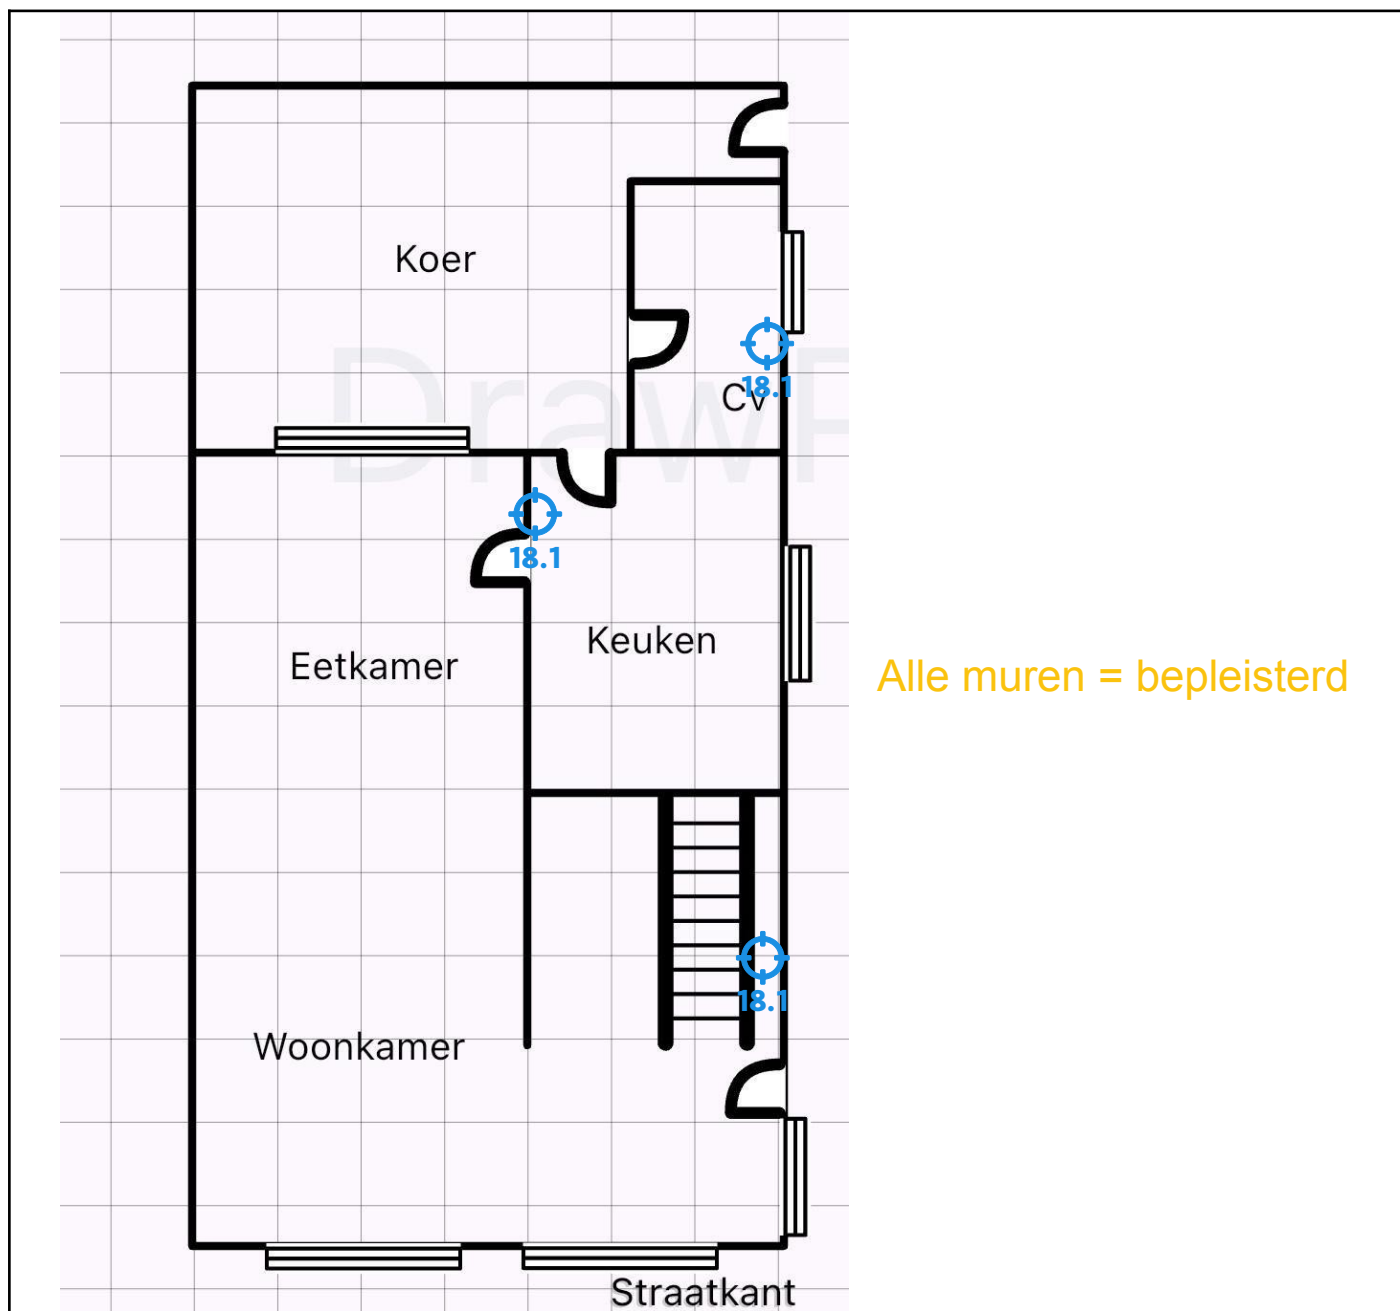 Koer
18.1
CV
18.1
Keuken
Eetkamer
Alle muren = bepleisterd
18.1
Woonkamer
Straatkant